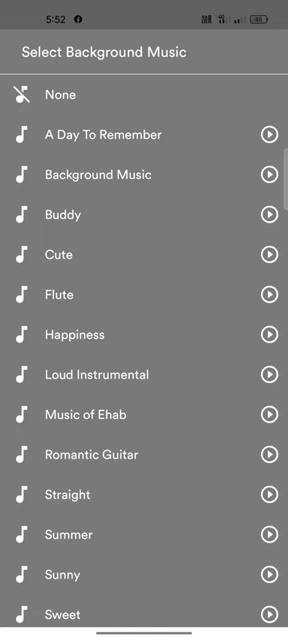 5:52
Select Background Music
None
A Day To Remember
Background Music
Buddy
Cute
Flute
Happiness
Loud Instrumental
Music of Ehab
Romantic Guitar
Straight
Summer
Sunny
Sweet